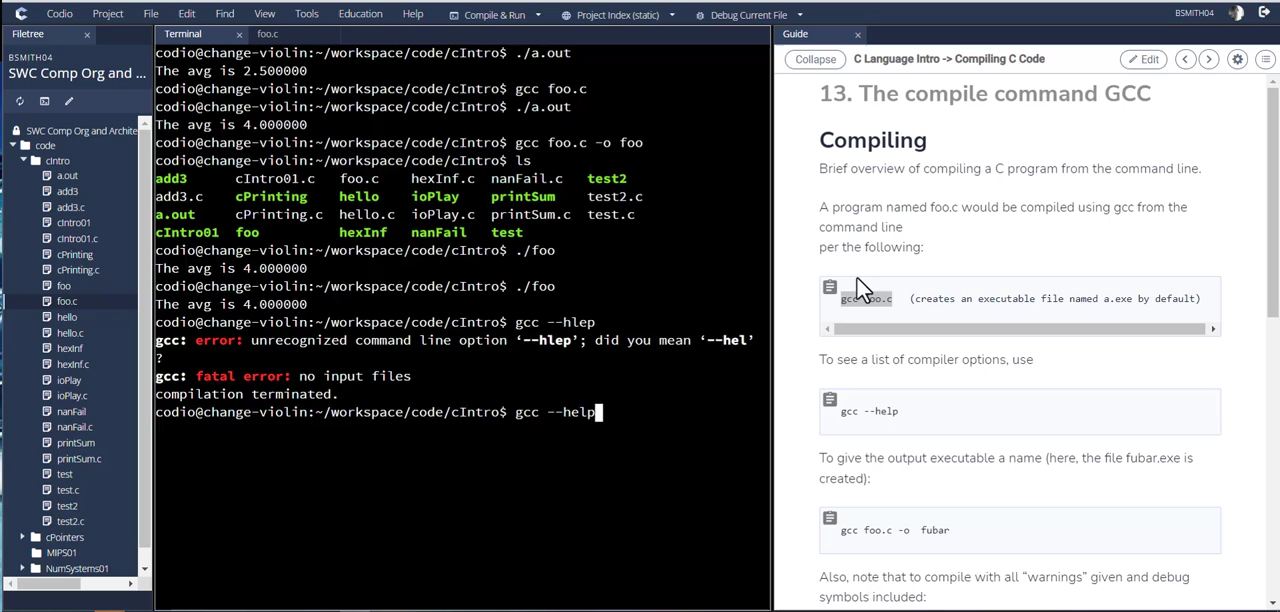 Codio Project File Edit Find View Tools Education Help Compile & Run Project Index (static) Debug Current File BSMITH04
Filetree
BSMITH04
SWC Comp Org and ...
SWC Comp Org and Archite
code
cIntro
a.out
add3
add3.c
cIntro01
cIntro01.c
cPrinting
cPrinting.c
foo
foo.c
hello
hello.c
hexInf
hexInf.c
ioPlay
ioPlay.c
nanFail
nanFail.c
printSum
printSum.c
test
test.c
test2
test2.c
cPointers
MIPS01
NumSystems01
Terminal foo.c
codio@change-violin:~/workspace/code/cIntro$ ./a.out
The avg is 2.500000
codio@change-violin:~/workspace/code/cIntro$ gcc foo.c
codio@change-violin:~/workspace/code/cIntro$ ./a.out
The avg is 4.000000
codio@change-violin:~/workspace/code/cIntro$ gcc foo.c -o foo
codio@change-violin:~/workspace/code/cIntro$ ls
add3 cIntro01.c foo.c hexInf.c nanFail.c test2
add3.c cPrinting hello ioPlay printSum test2.c
a.out cPrinting.c hello.c ioPlay.c printSum.c test.c
cIntro01 foo hexInf nanFail test
codio@change-violin:~/workspace/code/cIntro$ ./foo
The avg is 4.000000
codio@change-violin:~/workspace/code/cIntro$ ./foo
The avg is 4.000000
codio@change-violin:~/workspace/code/cIntro$ gcc --hlep
gcc: error: unrecognized command line option ‘--hlep’; did you mean ‘--hel’
?
gcc: fatal error: no input files
compilation terminated.
codio@change-violin:~/workspace/code/cIntro$ gcc --help
Guide
Collapse C Language Intro -> Compiling C Code Edit
13. The compile command GCC
Compiling
Brief overview of compiling a C program from the command line.
A program named foo.c would be compiled using gcc from the
command line
per the following:
gcc foo.c (creates an executable file named a.exe by default)
To see a list of compiler options, use
gcc --help
To give the output executable a name (here, the file fubar.exe is
created):
gcc foo.c -o fubar
Also, note that to compile with all “warnings” given and debug
symbols included: